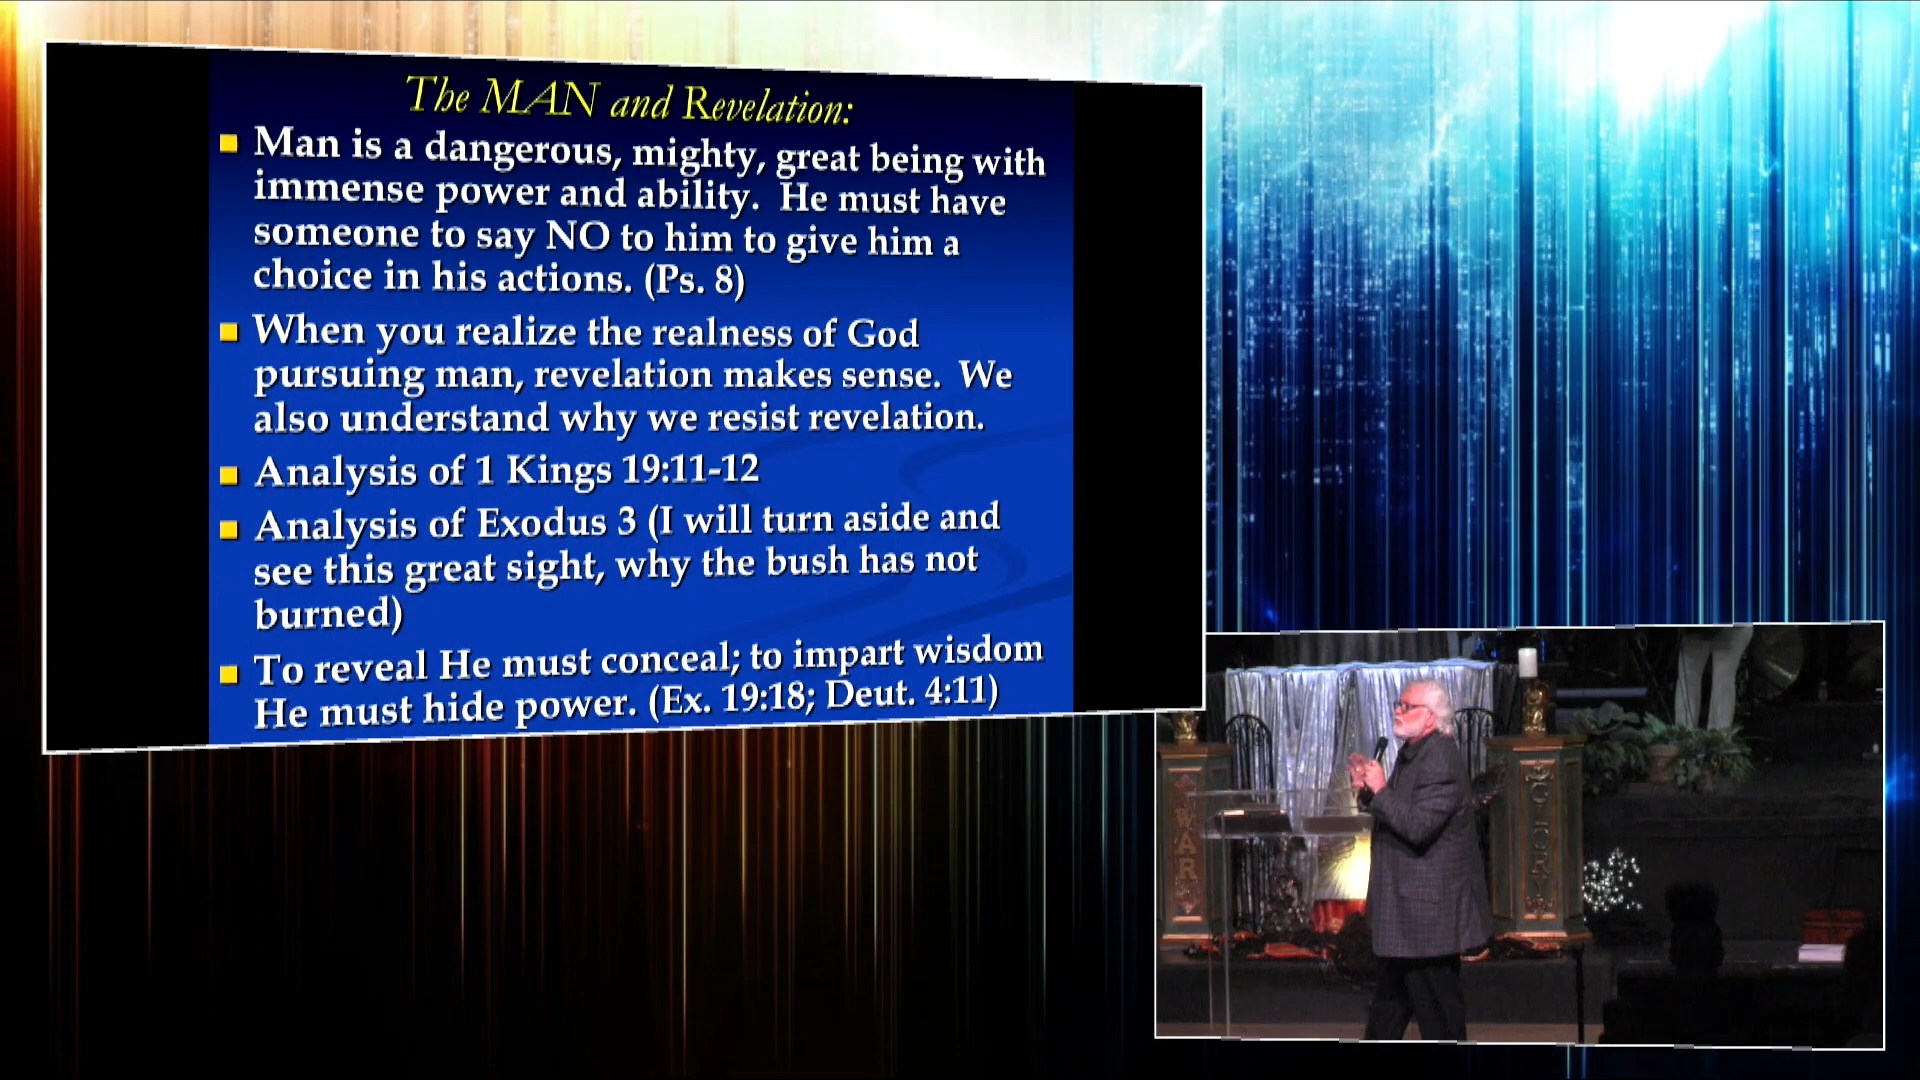 The MAN and Revelation:
Man is a dangerous, mighty, great being with
immense power and ability. He must have
someone to say NO to him to give him a
choice in his actions. (Ps. 8)
When you realize the realness of God
pursuing man, revelation makes sense. We
also understand why we resist revelation.
Analysis of 1 Kings 19:11-12
Analysis of Exodus 3 (I will turn aside and
see this great sight, why the bush has not
burned)
To reveal He must conceal; to impart wisdom
He must hide power. (Ex. 19:18; Deut. 4:11)
WAR
GLORY